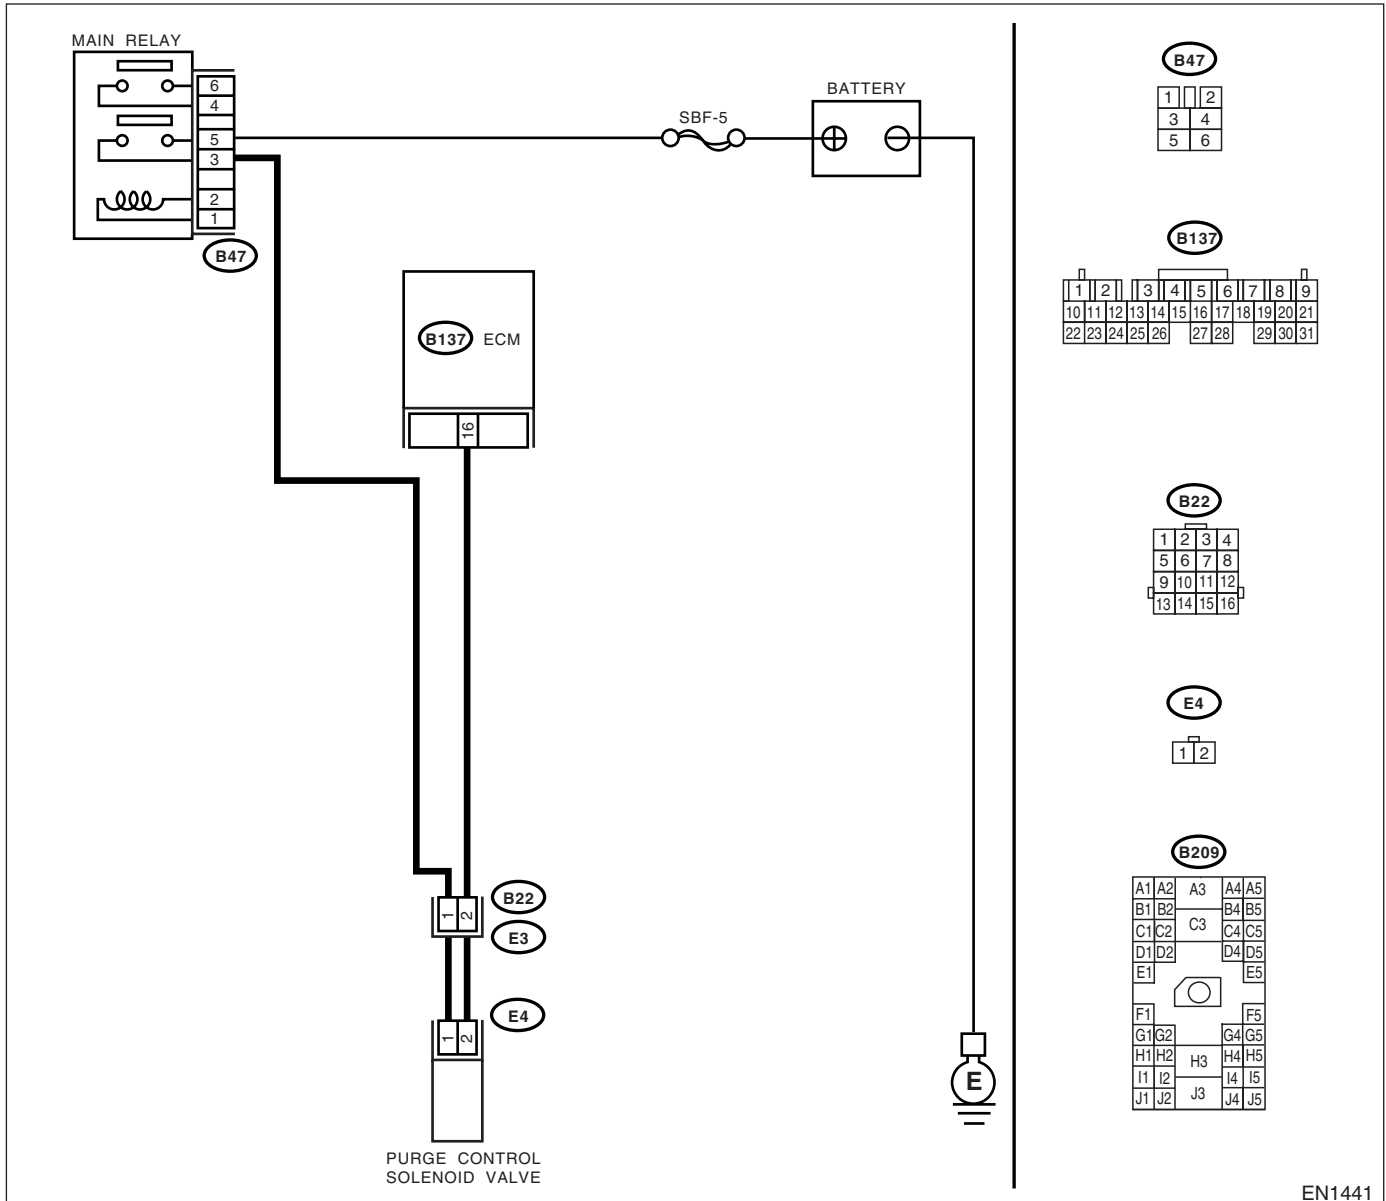 MAIN RELAY
6
4
5
3
2
1
B47
SBF-5
BATTERY
B137 ECM
16
B22
1 2
E3
E4
1 2
PURGE CONTROL
SOLENOID VALVE
E
B47
1 2
3 4
5 6
B137
1 2 3 4 5 6 7 8 9
10 11 12 13 14 15 16 17 18 19 20 21
22 23 24 25 26 27 28 29 30 31
B22
1 2 3 4
5 6 7 8
9 10 11 12
13 14 15 16
E4
1 2
B209
A1 A2 A3 A4 A5
B1 B2 B4 B5
C1 C2 C3 C4 C5
D1 D2 D4 D5
E1 E5
F1 F5
G1 G2 G4 G5
H1 H2 H3 H4 H5
I1 I2 I4 I5
J1 J2 J3 J4 J5
EN1441